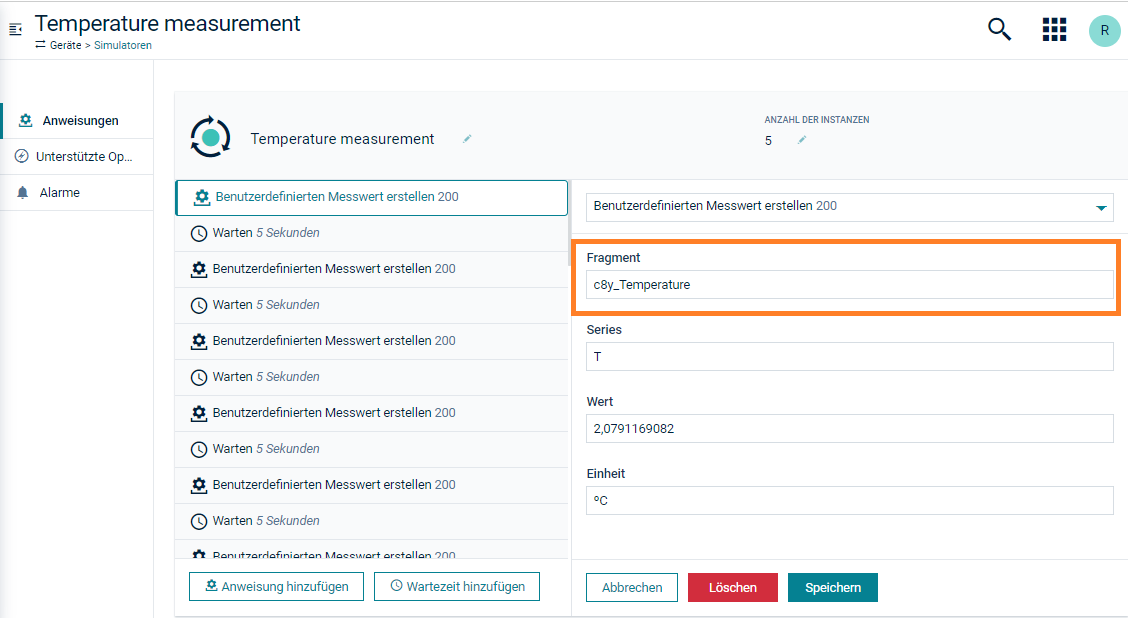 Temperature measurement
Geräte > Simulatoren
R
Anweisungen
Unterstützte Op...
Alarme
Temperature measurement
ANZAHL DER INSTANZEN
5
Benutzerdefinierten Messwert erstellen 200
Warten 5 Sekunden
Benutzerdefinierten Messwert erstellen 200
Warten 5 Sekunden
Benutzerdefinierten Messwert erstellen 200
Warten 5 Sekunden
Benutzerdefinierten Messwert erstellen 200
Warten 5 Sekunden
Benutzerdefinierten Messwert erstellen 200
Warten 5 Sekunden
Benutzerdefinierten Messwert erstellen 200
Anweisung hinzufügen
Wartezeit hinzufügen
Benutzerdefinierten Messwert erstellen 200
Fragment
c8y_Temperature
Series
T
Wert
2,0791169082
Einheit
ºC
Abbrechen
Löschen
Speichern